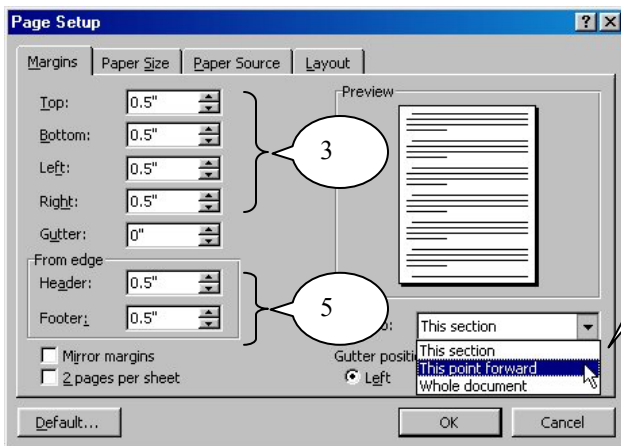 Page Setup
Margins Paper Size Paper Source Layout
Top: 0.5"
Bottom: 0.5"
Left: 0.5"
Right: 0.5"
Gutter: 0"
3
Preview
From edge
Header: 0.5"
Footer: 0.5"
5
This section
This section
This point forward
Whole document
Mirror margins
2 pages per sheet
Gutter
Left
Default...
OK
Cancel